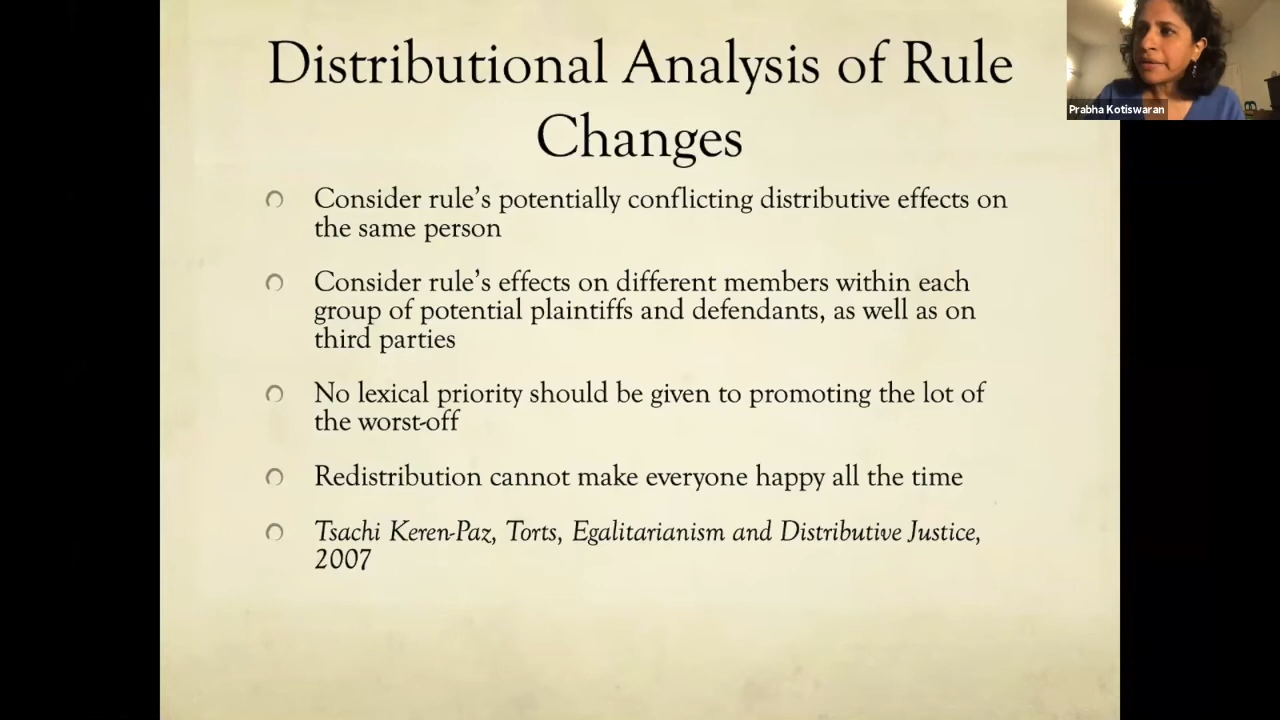 Distributional Analysis of Rule
Changes
Prabha Kotiswaran
Consider rule's potentially conflicting distributive effects on
the same person
Consider rule's effects on different members within each
group of potential plaintiffs and defendants, as well as on
third parties
No lexical priority should be given to promoting the lot of
the worst-off
Redistribution cannot make everyone happy all the time
Tsachi Keren-Paz, Torts, Egalitarianism and Distributive Justice,
2007